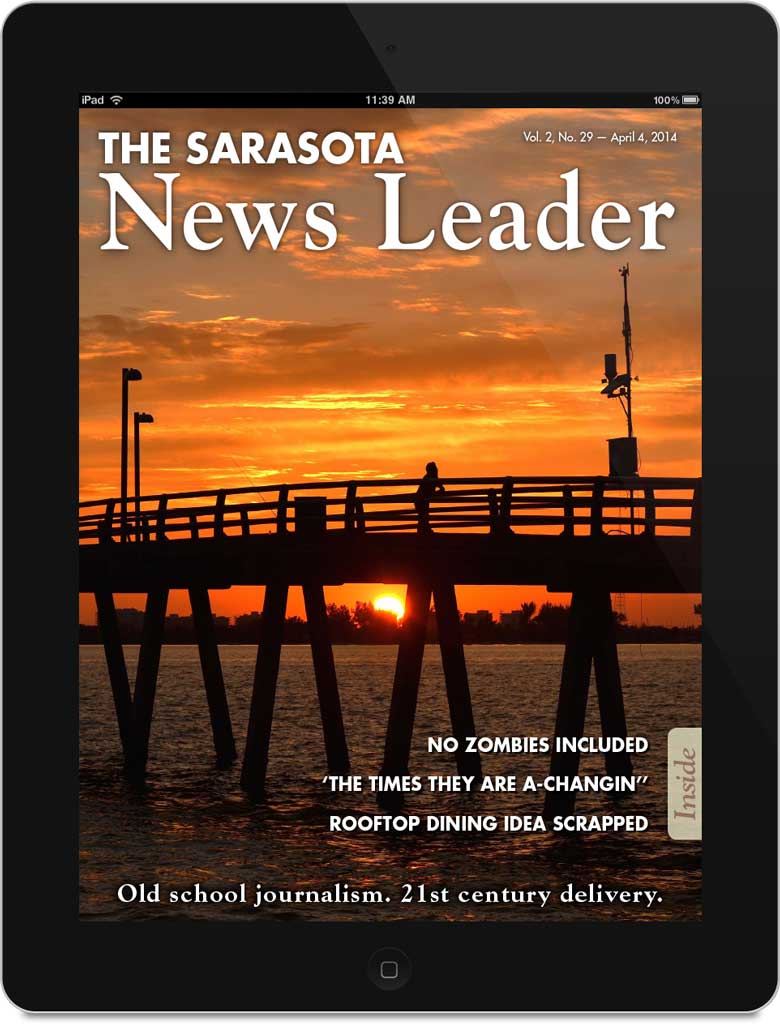 iPad 11:39 AM 100%
THE SARASOTA
Vol. 2, No. 29 — April 4, 2014
News Leader
NO ZOMBIES INCLUDED
‘THE TIMES THEY ARE A-CHANGIN’’
ROOFTOP DINING IDEA SCRAPPED
Inside
Old school journalism. 21st century delivery.